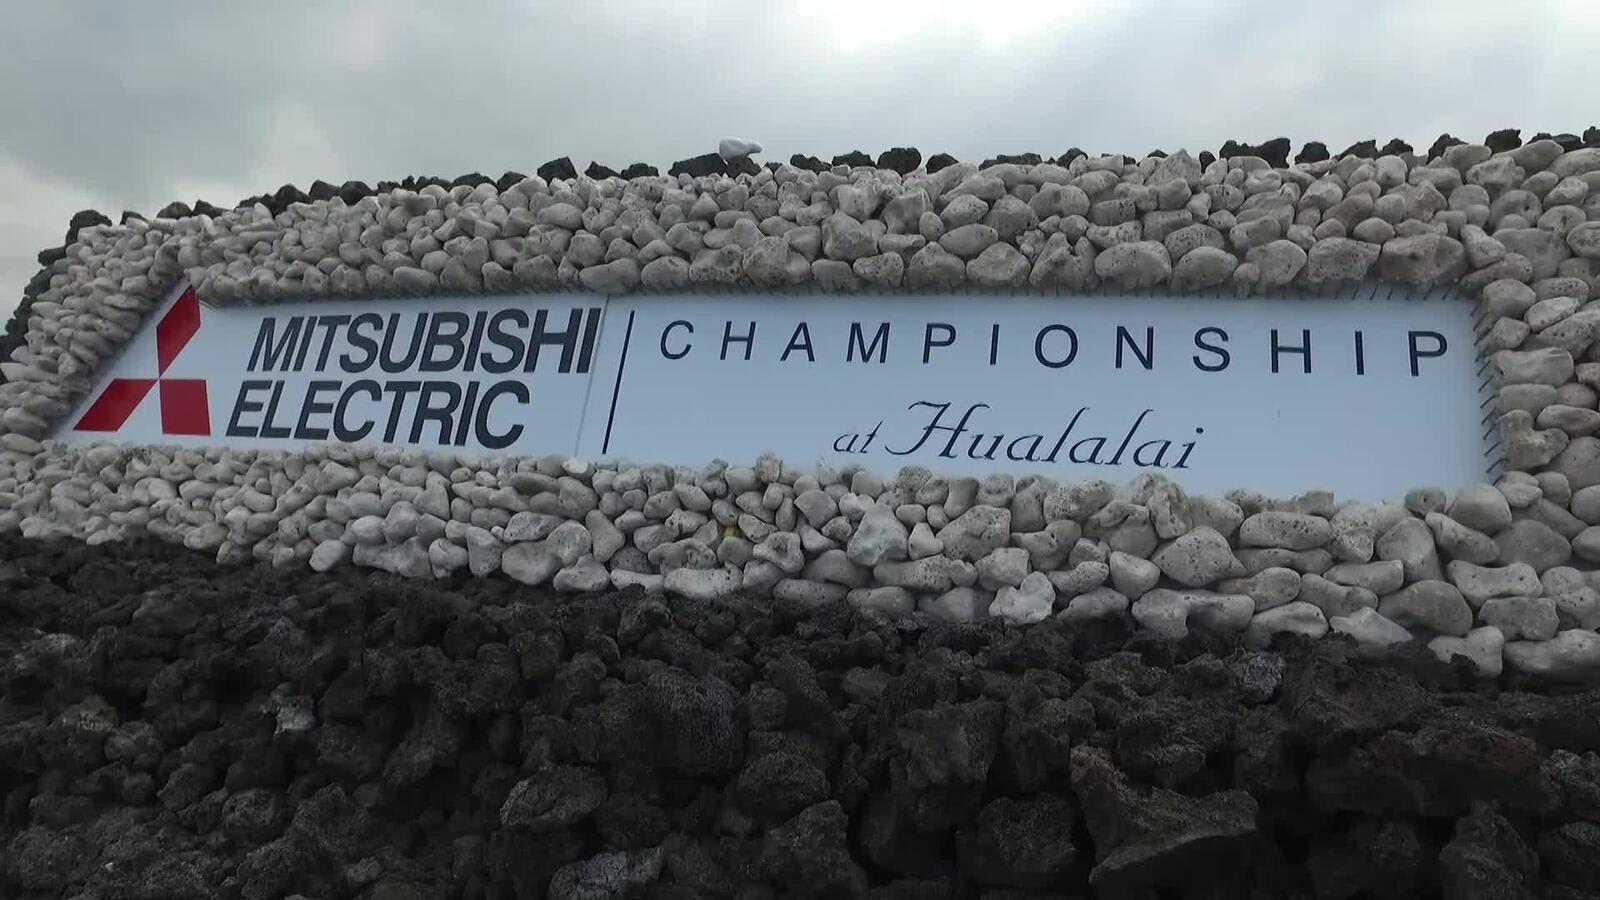 MITSUBISHI
ELECTRIC
CHAMPIONSHIP
at Hualalai